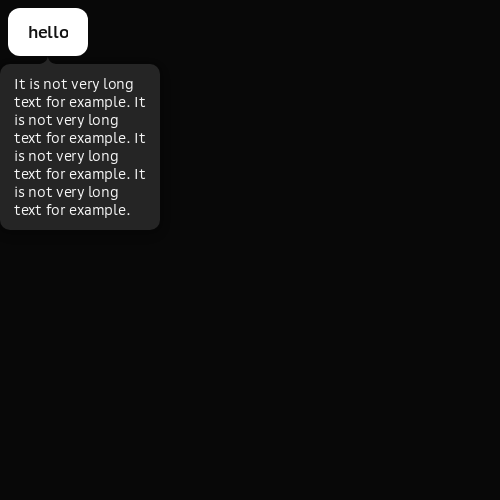 hello
It is not very long
text for example. It
is not very long
text for example. It
is not very long
text for example. It
is not very long
text for example.